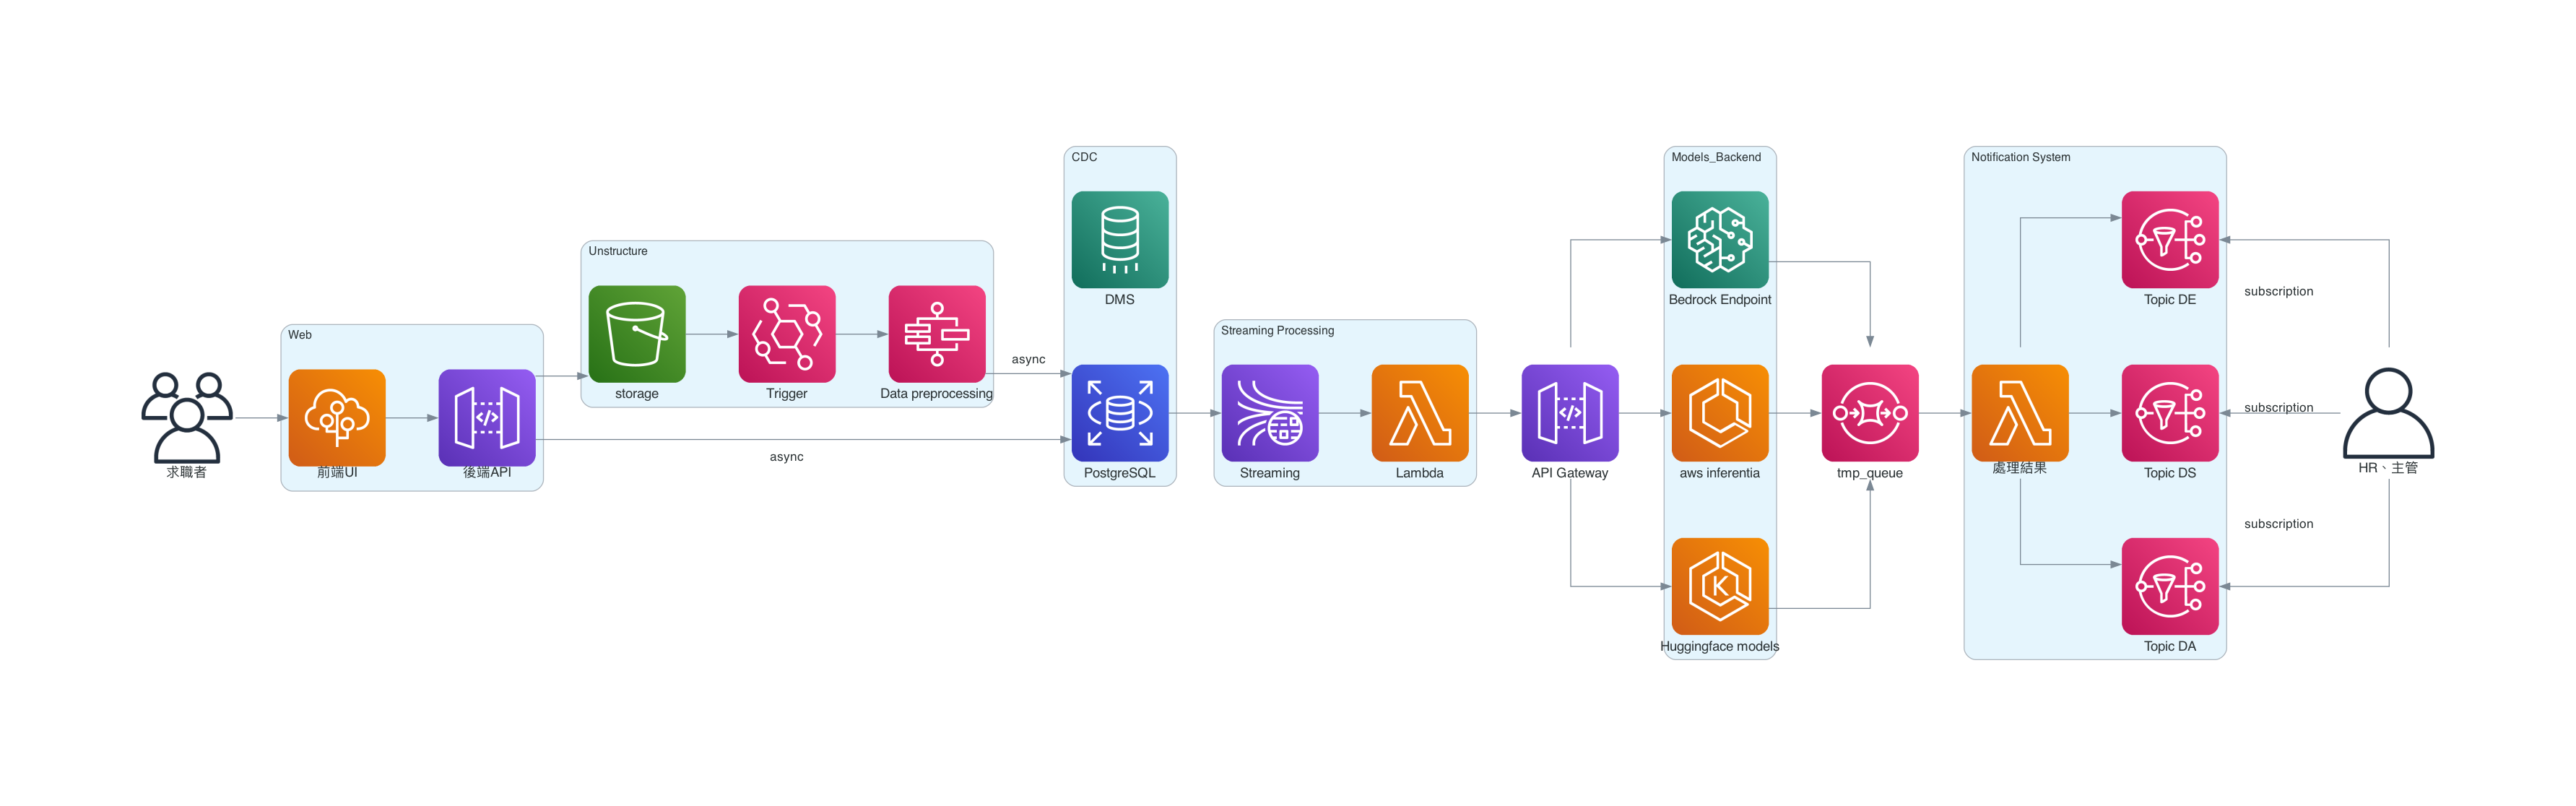 求職者
Web
前端UI
後端API
Unstructure
storage
Trigger
Data preprocessing
async
async
CDC
DMS
PostgreSQL
Streaming Processing
Streaming
Lambda
API Gateway
Models_Backend
Bedrock Endpoint
aws inferentia
Huggingface models
tmp_queue
Notification System
處理結果
Topic DE
Topic DS
Topic DA
subscription
subscription
subscription
HR、主管